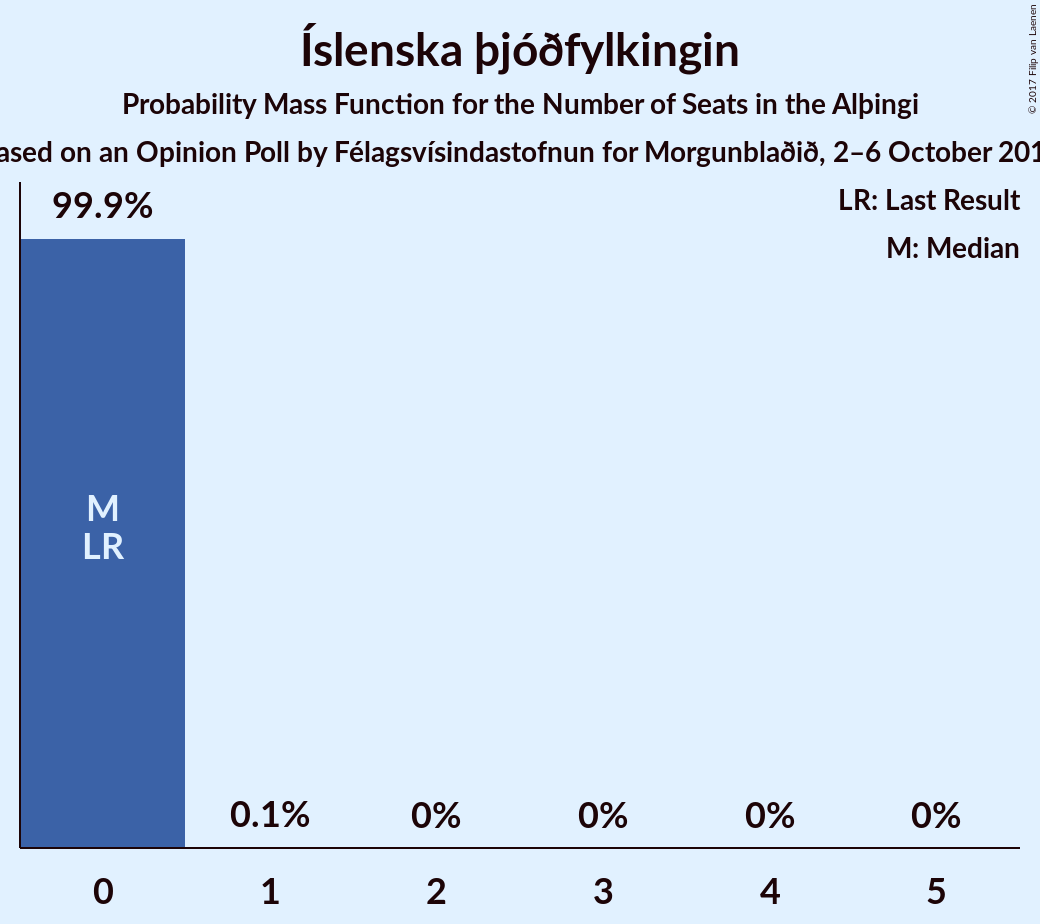 Íslenska þjóðfylkingin
Probability Mass Function for the Number of Seats in the Alþingi
ased on an Opinion Poll by Félagsvísindastofnun for Morgunblaðið, 2–6 October 201
© 2017 Filip van Laenen
LR: Last Result
M: Median
99.9%
M
LR
0.1%
0%
0%
0%
0%
0
1
2
3
4
5